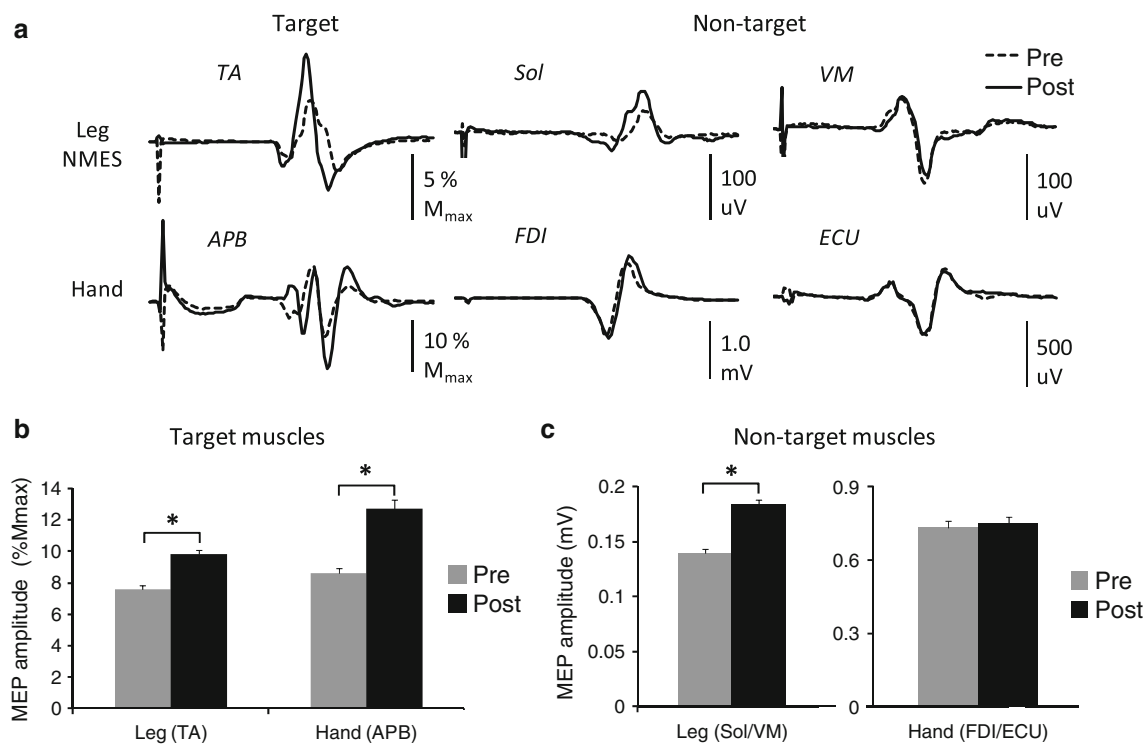 a
Target
Non-target
TA
Sol
VM
Pre
Post
Leg
NMES
5 %
Mmax
100
uV
100
uV
APB
FDI
ECU
Hand
10 %
Mmax
1.0
mV
500
uV
b
Target muscles
MEP amplitude (%Mmax)
14
12
10
8
6
4
2
0
*
*
Pre
Post
Leg (TA)
Hand (APB)
c
Non-target muscles
MEP amplitude (mV)
0.2
0.15
0.1
0.05
0
*
Leg (Sol/VM)
0.9
0.6
0.3
0
Hand (FDI/ECU)
Pre
Post